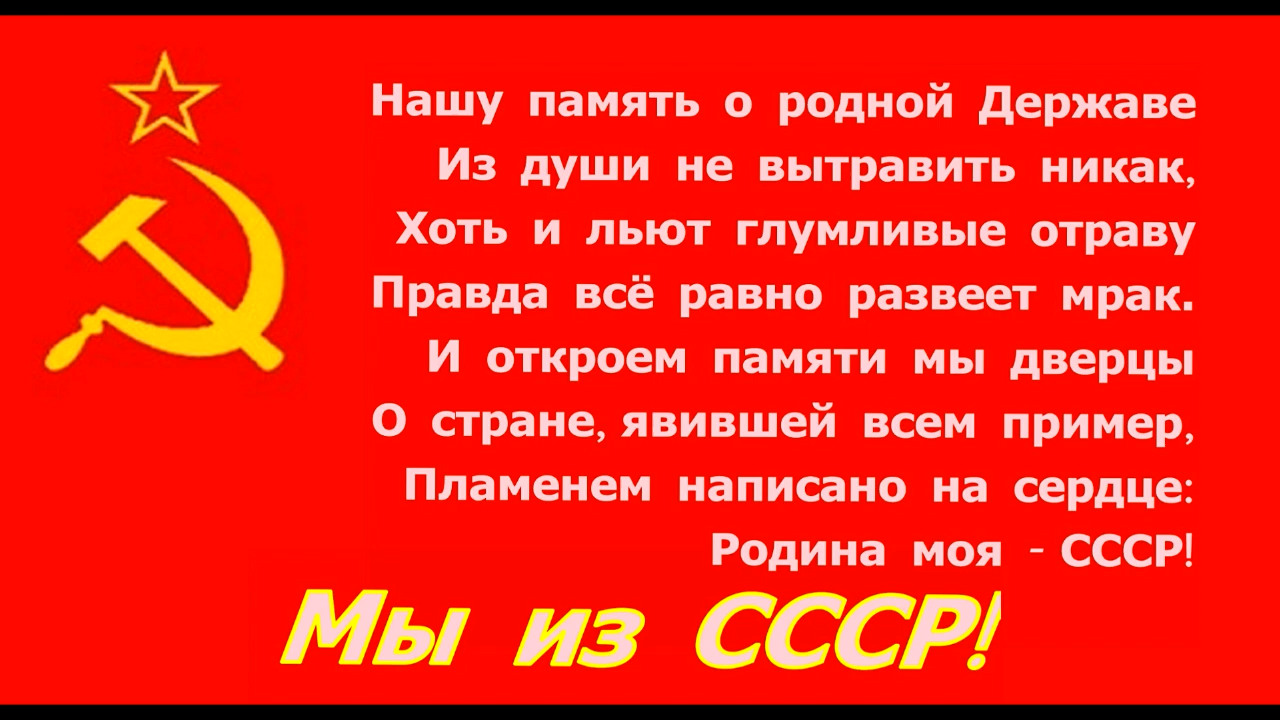 Нашу память о родной Державе
Из души не вытравить никак,
Хоть и льют глумливые отраву
Правда всё равно развеет мрак.
И откроем памяти мы дверцы
О стране, явившей всем пример,
Пламенем написано на сердце:
Родина моя - СССР!
Мы из СССР!